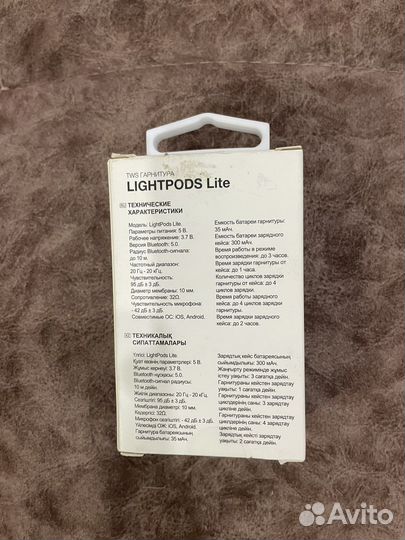 TWS ГАРНИТУРА
LIGHTPODS Lite
ТЕХНИЧЕСКИЕ
ХАРАКТЕРИСТИКИ
Модель: LightPods Lite.
Параметры питания: 5 В.
Рабочее напряжение: 3.7 В.
Версия Bluetooth: 5.0.
Радиус Bluetooth-сигнала:
до 10 м.
Частотный диапазон:
20 Гц - 20 кГц.
Чувствительность:
95 дБ ± 3 дБ.
Диаметр мембраны: 10 мм.
Сопротивление: 32Ω.
Чувствительность микрофона
- 42 дБ ± 3 дБ.
Совместимые ОС: iOS, Android.
Емкость батареи гарнитуры:
35 мАч.
Емкость батареи зарядного
кейса: 300 мАч.
Время работы в режиме
воспроизведения: до 3 часов.
Время зарядки гарнитуры от
кейса: до 1 часа.
Количество циклов зарядки
гарнитуры от кейса: до 4
циклов.
Время работы зарядного
кейса: до 4 циклов зарядки
гарнитуры.
Время зарядки зарядного
кейса: до 2 часов.
ТЕХНИКАЛЫҚ
СИПАТТАМАЛАРЫ
Үлгісі: LightPods Lite
Қуат көзінің параметрлері: 5 В.
Жұмыс кернеуі: 3.7 В.
Bluetooth нұсқасы: 5.0.
Bluetooth-сигнал радиусы:
10 м дейін.
Жиілік диапазоны: 20 Гц - 20 кГц.
Сезгіштігі: 95 дБ ± 3 дБ.
Мембрана диаметрі: 10 мм.
Кедергісі: 32Ω.
Микрофон сезгіштігі: - 42 дБ ± 3 дБ.
Үйлесімді ОЖ: iOS, Android
Гарнитура батареясының
сыйымдылығы: 35 мАч.
Зарядтық кейс батареясының
сыйымдылығы: 300 мАч.
Жаңғырту режимінде жұмыс
істеу уақыты: 3 сағатқа дейін.
Гарнитураны кейстен зарядтау
уақыты: 1 сағатқа дейін.
Гарнитураны кейстен зарядтау
циклдерінің саны:
цикліне дейін.
Гарнитураны кейстен зарядтау
циклдерінің саны: 4 зарядтау
цикліне дейін.
Зарядтық кейсті зарядтау
уақыты: 2 сағатқа дейін.
Avito